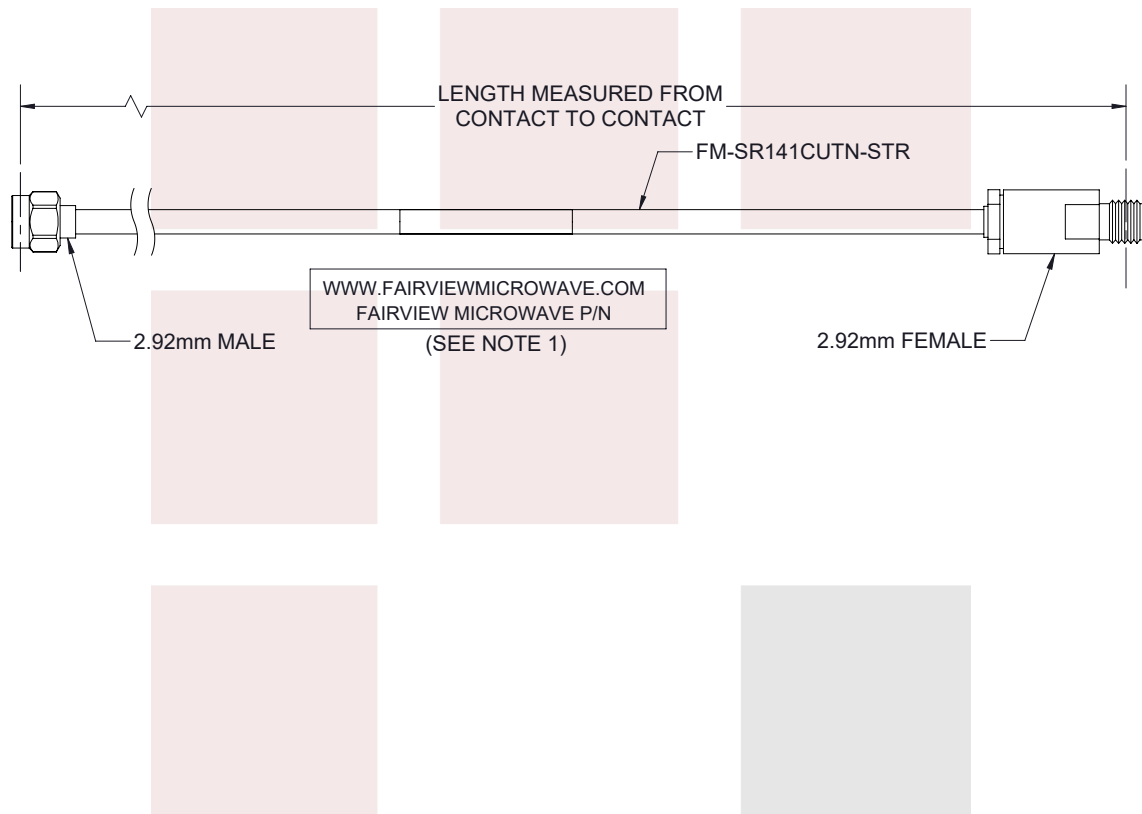 LENGTH MEASURED FROM
CONTACT TO CONTACT
FM-SR141CUTN-STR
WWW.FAIRVIEWMICROWAVE.COM
FAIRVIEW MICROWAVE P/N
(SEE NOTE 1)
2.92mm MALE
2.92mm FEMALE